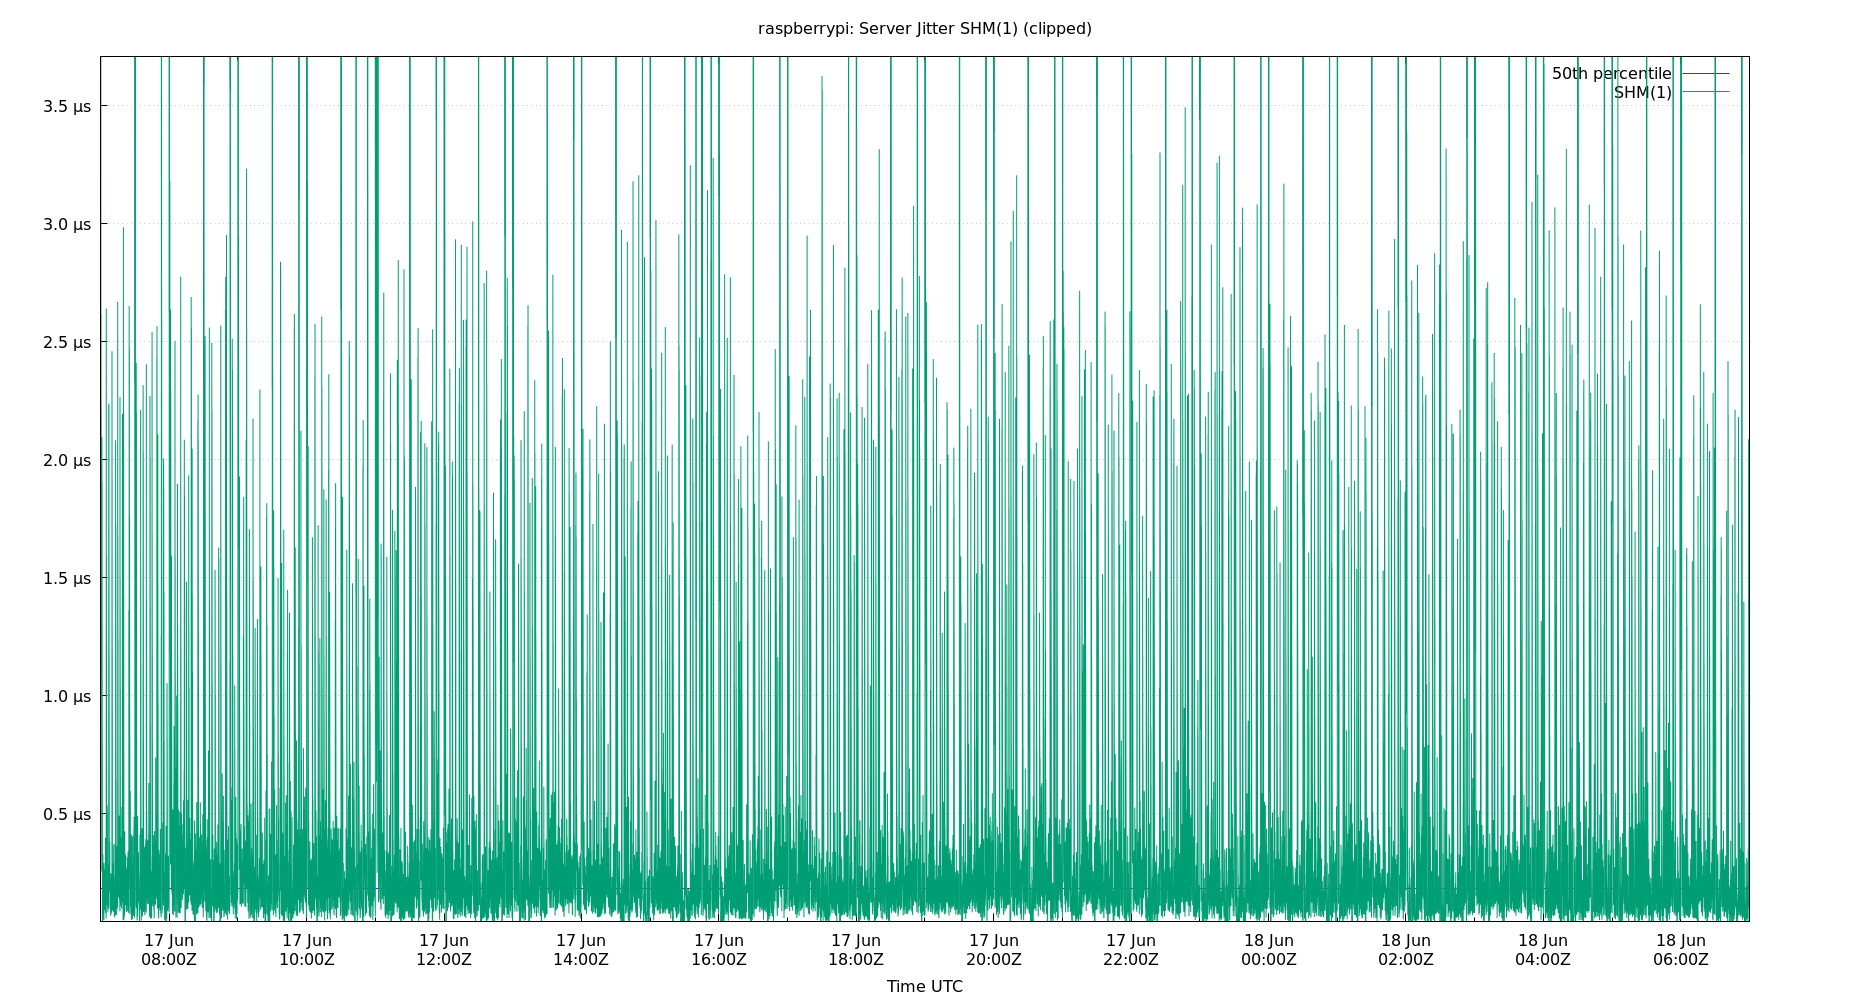 raspberrypi: Server Jitter SHM(1) (clipped)
50th percentile
SHM(1)
3.5 μs
3.0 μs
2.5 μs
2.0 μs
1.5 μs
1.0 μs
0.5 μs
17 Jun 17 Jun 17 Jun 17 Jun 17 Jun 17 Jun 17 Jun 17 Jun 18 Jun 18 Jun 18 Jun 18 Jun
08:00Z 10:00Z 12:00Z 14:00Z 16:00Z 18:00Z 20:00Z 22:00Z 00:00Z 02:00Z 04:00Z 06:00Z
Time UTC